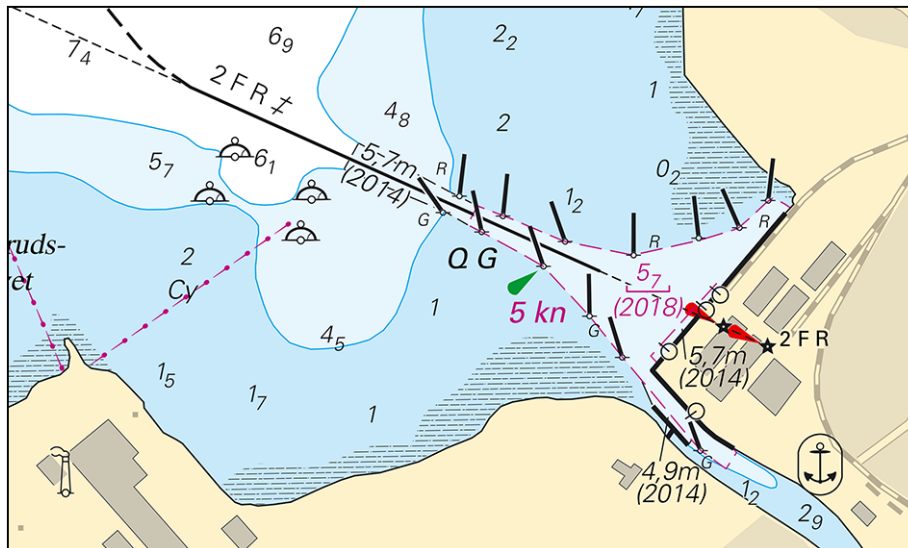 7₄
6₉
2₂
1
2 F R ‡
4₈
2
5₇
6₁
5,7m
(2014)
R
0₂
1₂
G
R
R
ruds-
vet
2
Cy
Q G
1
5 kn
5₇
(2018)
G
4₅
2 F R
5,7m
(2014)
1₅
1₇
1
4,9m
(2014)
G
1₂
2₉